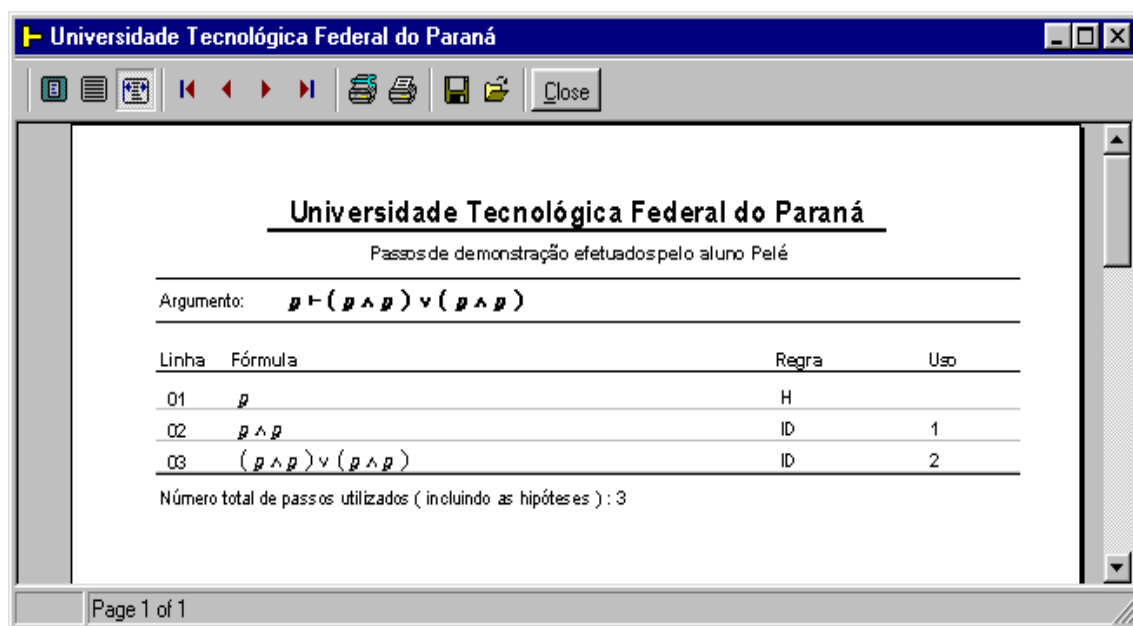 Universidade Tecnológica Federal do Paraná
Close
Universidade Tecnológica Federal do Paraná
Passos de demonstração efetuados pelo aluno Pelé
Argumento: p ⊢ ( p ∧ p ) ∨ ( p ∧ p )
Linha Fórmula Regra Uso
01 p H
02 p ∧ p ID 1
03 ( p ∧ p ) ∨ ( p ∧ p ) ID 2
Número total de passos utilizados ( incluindo as hipóteses ) : 3
Page 1 of 1